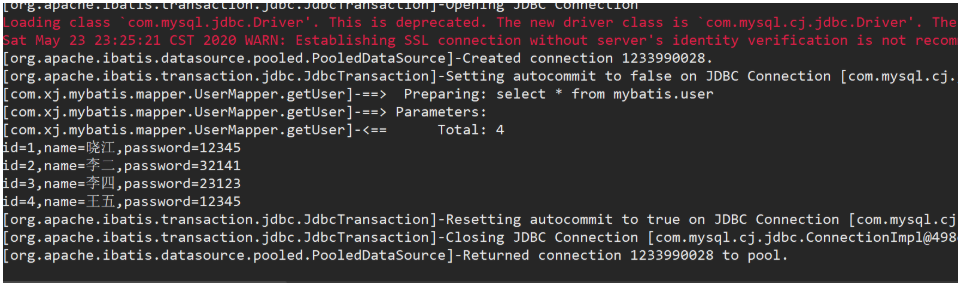 [org.apache.ibatis.transaction.jdbc.JdbcTransaction]-Opening JDBC Connection
Loading class `com.mysql.jdbc.Driver'. This is deprecated. The new driver class is `com.mysql.cj.jdbc.Driver'. The
Sat May 23 23:25:21 CST 2020 WARN: Establishing SSL connection without server's identity verification is not recom
[org.apache.ibatis.datasource.pooled.PooledDataSource]-Created connection 1233990028.
[org.apache.ibatis.transaction.jdbc.JdbcTransaction]-Setting autocommit to false on JDBC Connection [com.mysql.cj.
[com.xj.mybatis.mapper.UserMapper.getUser]-==>  Preparing: select * from mybatis.user
[com.xj.mybatis.mapper.UserMapper.getUser]-==> Parameters:
[com.xj.mybatis.mapper.UserMapper.getUser]-<==      Total: 4
id=1,name=晓江,password=12345
id=2,name=李二,password=32141
id=3,name=李四,password=23123
id=4,name=王五,password=12345
[org.apache.ibatis.transaction.jdbc.JdbcTransaction]-Resetting autocommit to true on JDBC Connection [com.mysql.cj
[org.apache.ibatis.transaction.jdbc.JdbcTransaction]-Closing JDBC Connection [com.mysql.cj.jdbc.ConnectionImpl@498
[org.apache.ibatis.datasource.pooled.PooledDataSource]-Returned connection 1233990028 to pool.